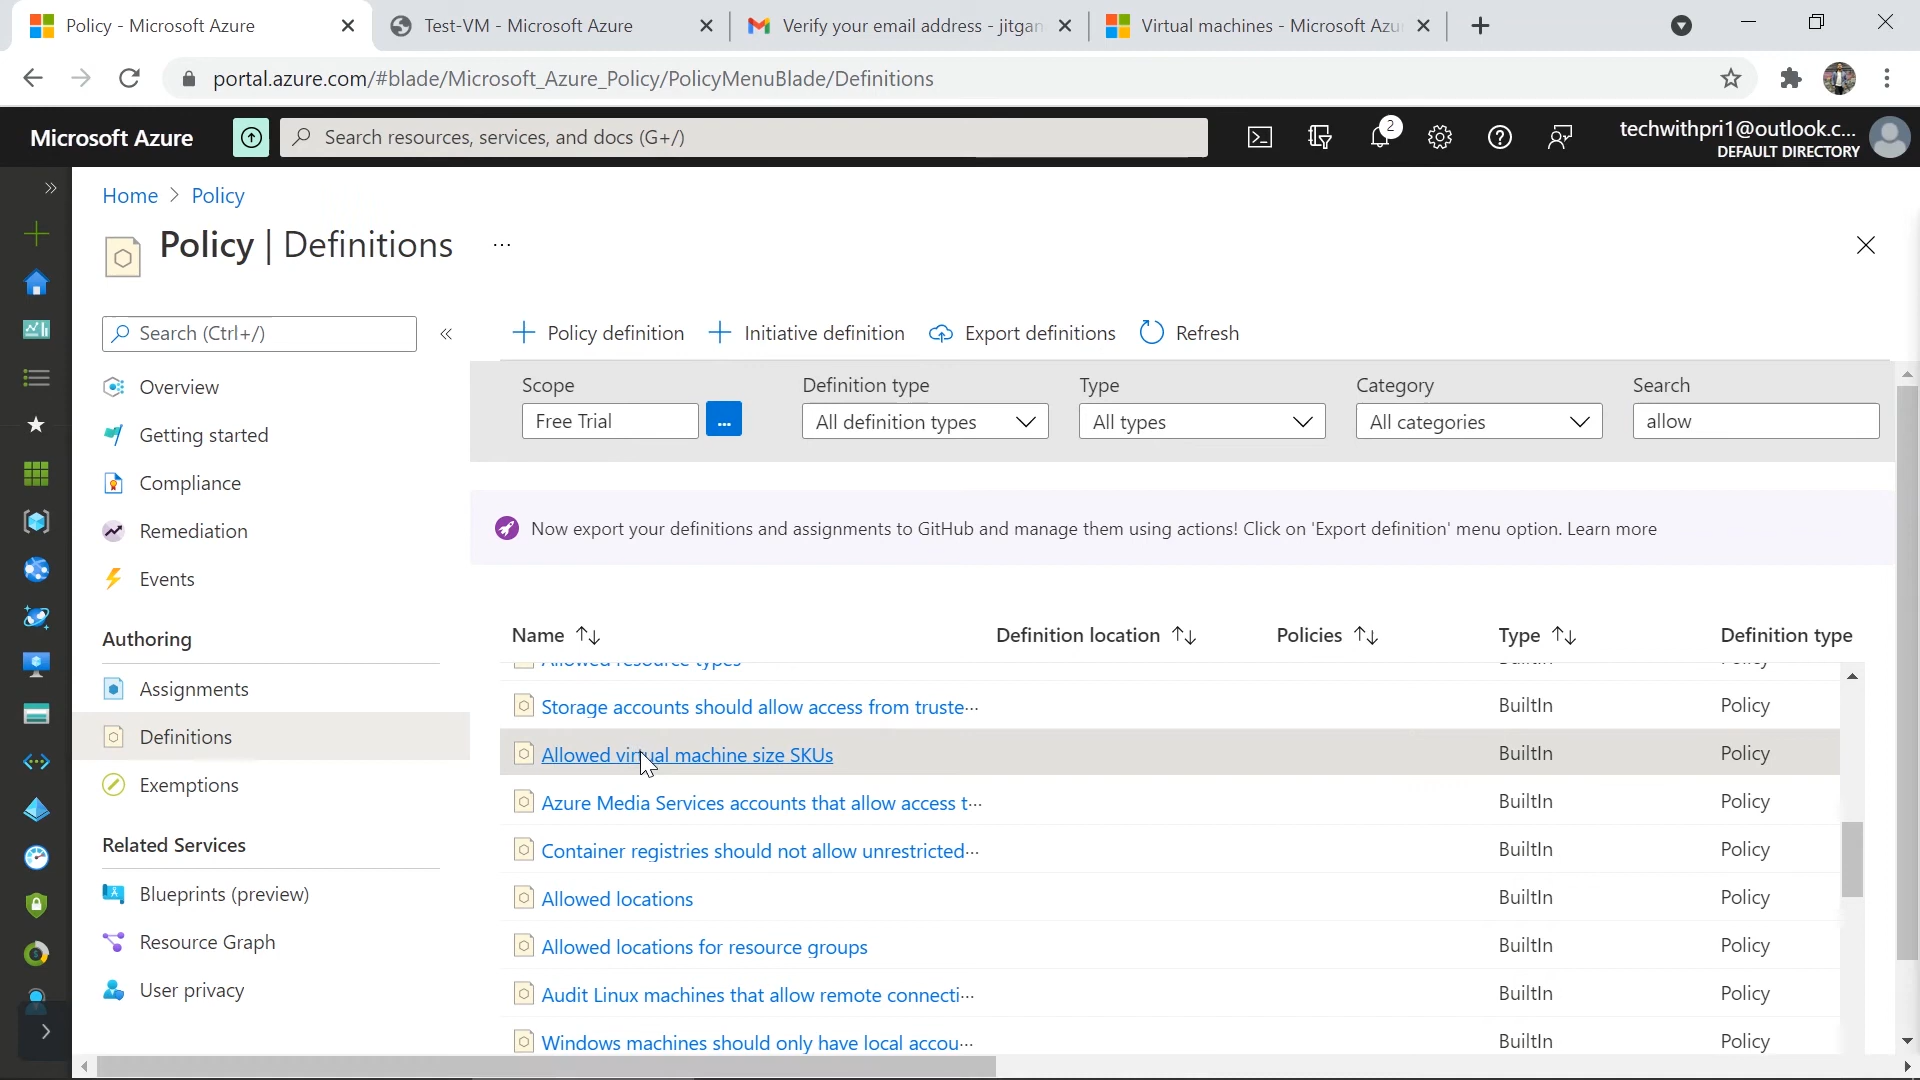 Policy - Microsoft Azure
Test-VM - Microsoft Azure
Verify your email address - jitgan
Virtual machines - Microsoft Azu
portal.azure.com/#blade/Microsoft_Azure_Policy/PolicyMenuBlade/Definitions
Microsoft Azure
Search resources, services, and docs (G+/)
2
techwithpri1@outlook.c...
DEFAULT DIRECTORY
Home > Policy
Policy | Definitions ...
Search (Ctrl+/)
Overview
Getting started
Compliance
Remediation
Events
Authoring
Assignments
Definitions
Exemptions
Related Services
Blueprints (preview)
Resource Graph
User privacy
Policy definition
Initiative definition
Export definitions
Refresh
Scope
Definition type
Type
Category
Search
Free Trial
...
All definition types
All types
All categories
allow
Now export your definitions and assignments to GitHub and manage them using actions! Click on 'Export definition' menu option. Learn more
Name Definition location Policies Type Definition type
Allowed resource types BuiltIn Policy
Storage accounts should allow access from truste... BuiltIn Policy
Allowed virtual machine size SKUs BuiltIn Policy
Azure Media Services accounts that allow access t... BuiltIn Policy
Container registries should not allow unrestricted... BuiltIn Policy
Allowed locations BuiltIn Policy
Allowed locations for resource groups BuiltIn Policy
Audit Linux machines that allow remote connecti... BuiltIn Policy
Windows machines should only have local accou... BuiltIn Policy